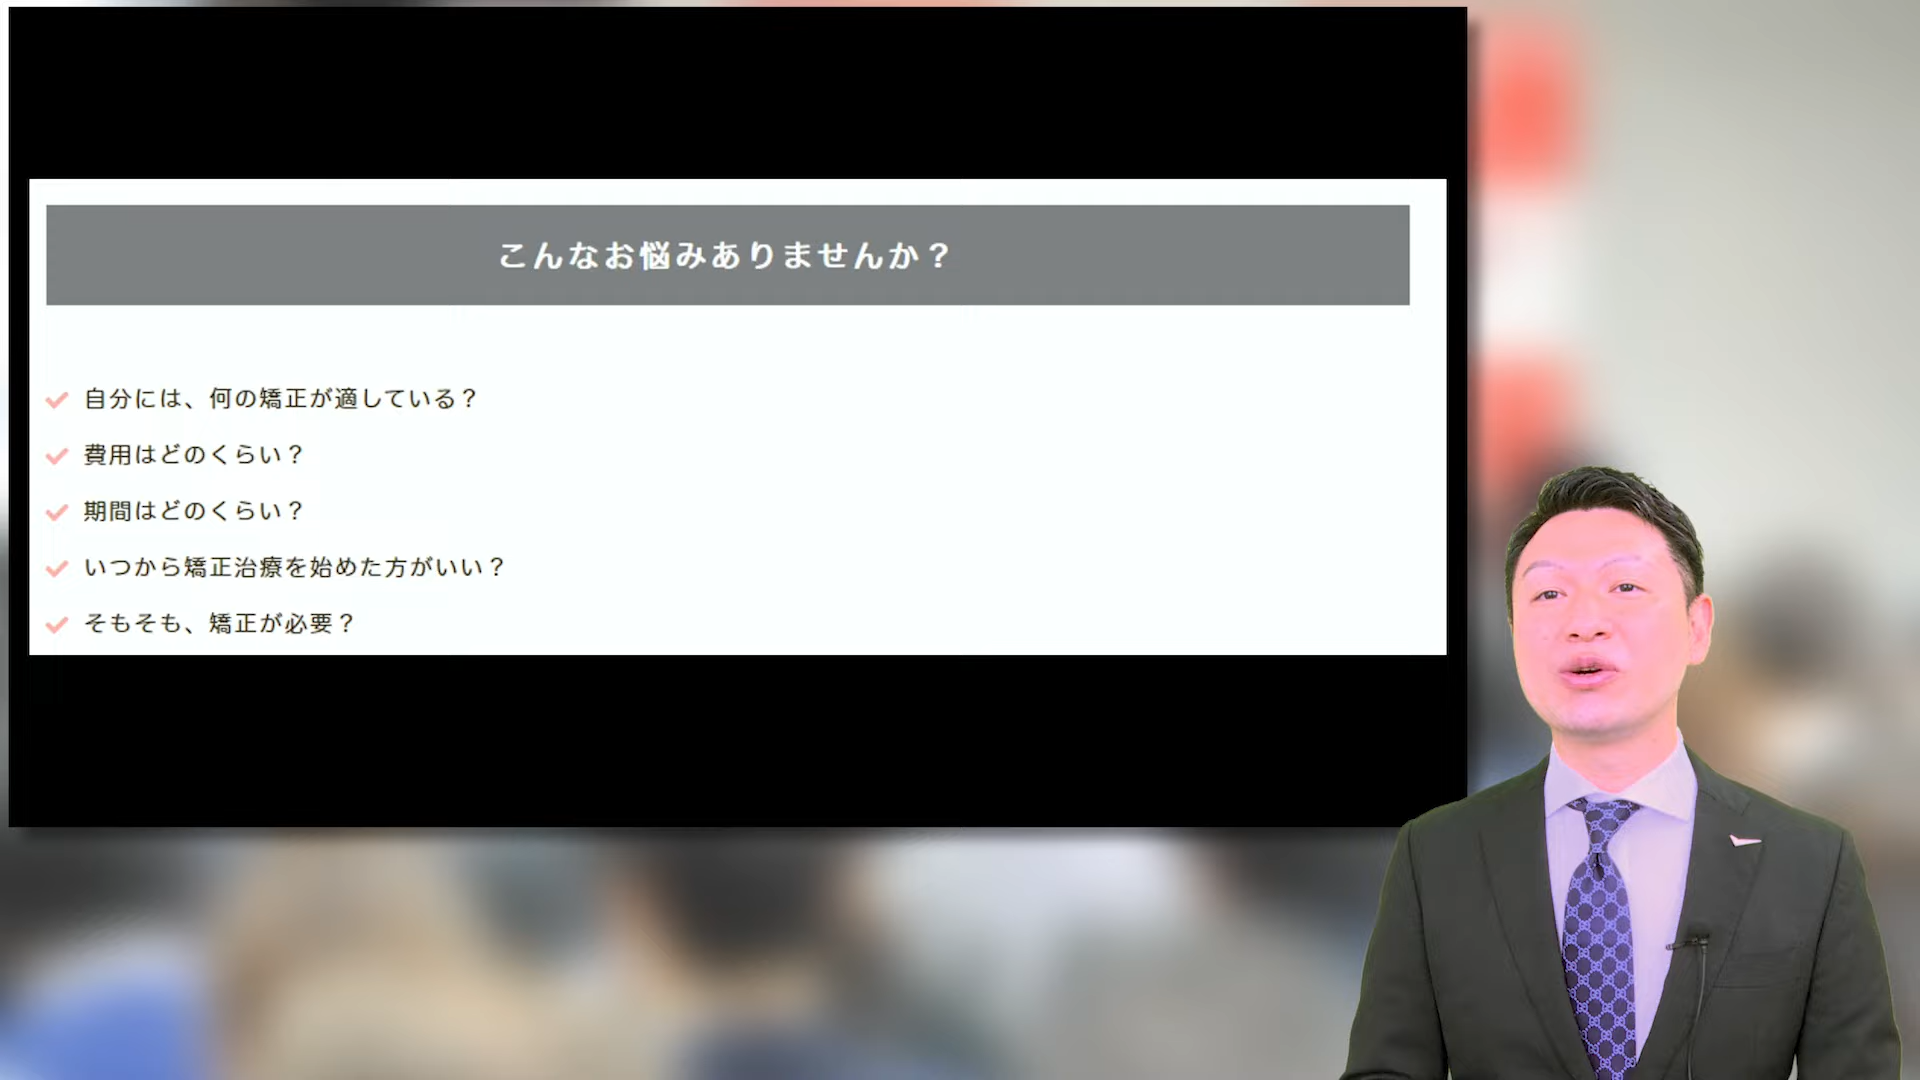 こんなお悩みありませんか？
自分には、何の矯正が適している？
費用はどのくらい？
期間はどのくらい？
いつから矯正治療を始めた方がいい？
そもそも、矯正が必要？